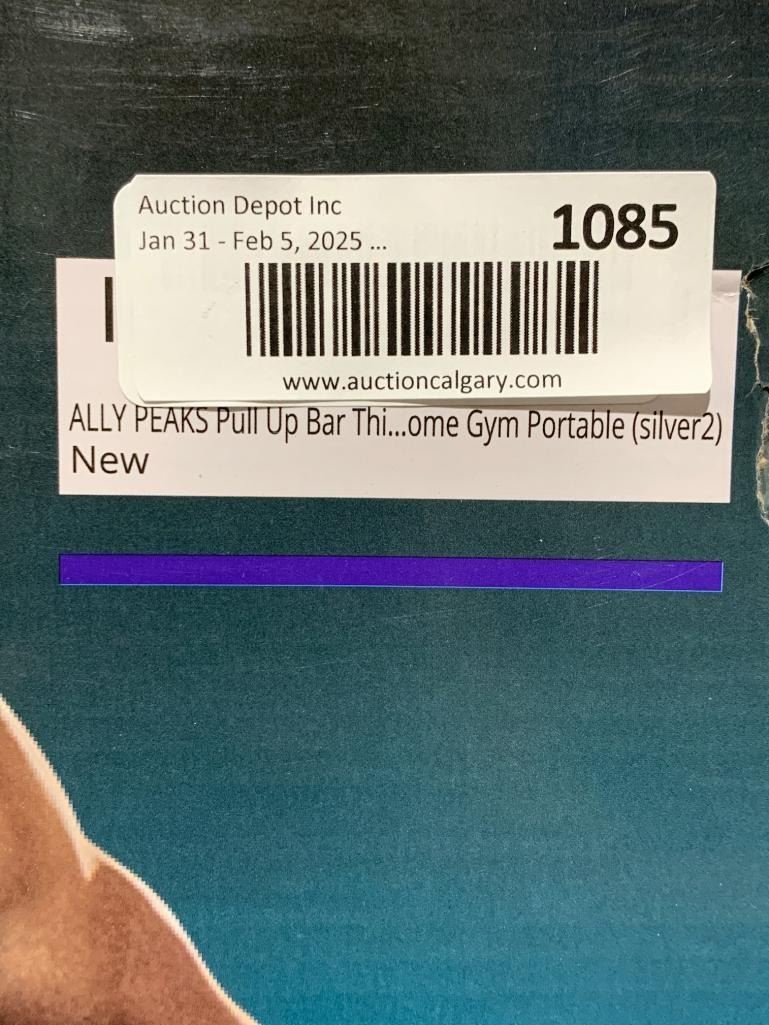 Auction Depot Inc
1085
Jan 31 - Feb 5, 2025 ...
www.auctioncalgary.com
ALLY PEAKS Pull Up Bar Thi...ome Gym Portable (silver2)
New